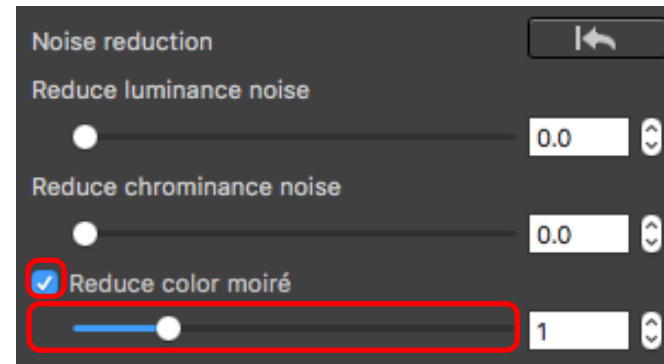 Noise reduction
Reduce luminance noise
0.0
Reduce chrominance noise
0.0
Reduce color moiré
1